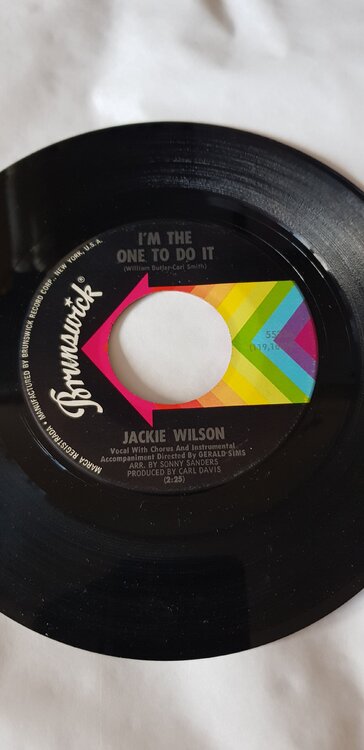 I'M THE
ONE TO DO IT
(William Butler-Carl Smith)
Brunswick®
MARCA REGISTRADA • MANUFACTURED BY BRUNSWICK RECORD CORP., NEW YORK, U.S.A.
JACKIE WILSON
Vocal With Chorus And Instrumental
Accompaniment Directed By GERALD SIMS
ARR. BY SONNY SANDERS
PRODUCED BY CARL DAVIS
(2:25)